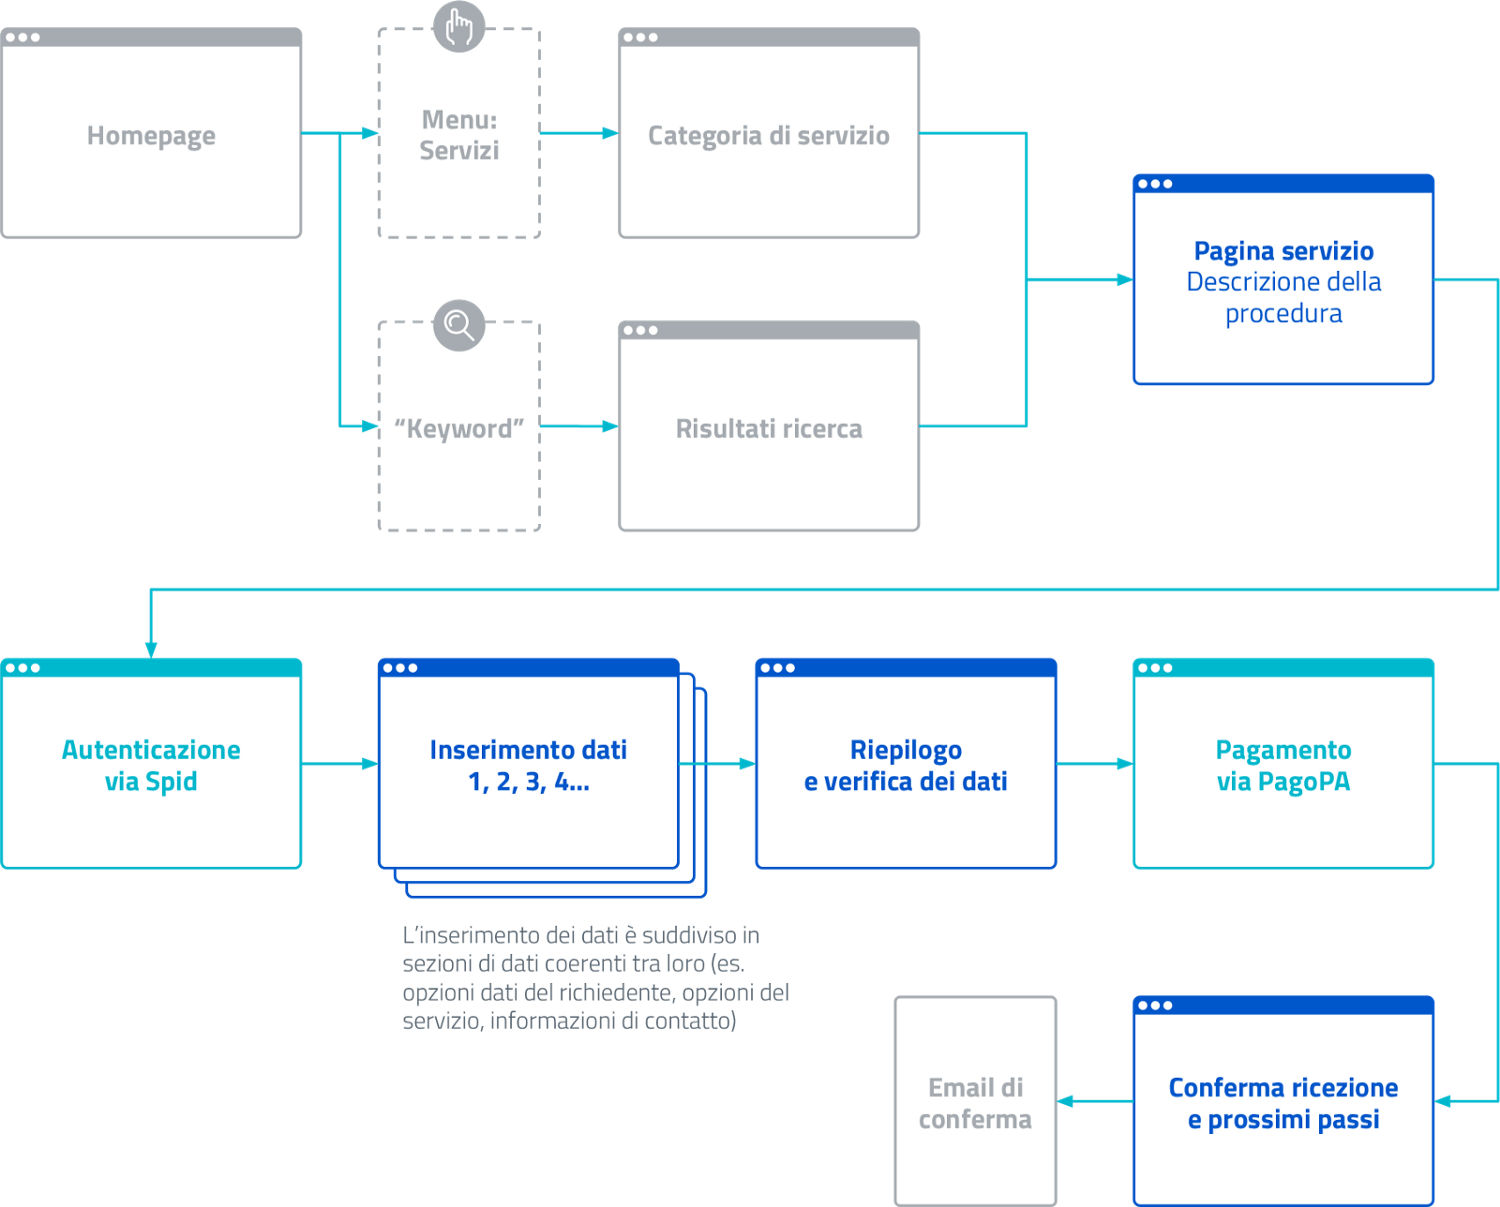 Homepage
Menu:
Servizi
Categoria di servizio
“Keyword”
Risultati ricerca
Pagina servizio
Descrizione della
procedura
Autenticazione
via Spid
Inserimento dati
1, 2, 3, 4...
Riepilogo
e verifica dei dati
Pagamento
via PagoPA
L’inserimento dei dati è suddiviso in
sezioni di dati coerenti tra loro (es.
opzioni dati del richiedente, opzioni del
servizio, informazioni di contatto)
Email di
conferma
Conferma ricezione
e prossimi passi